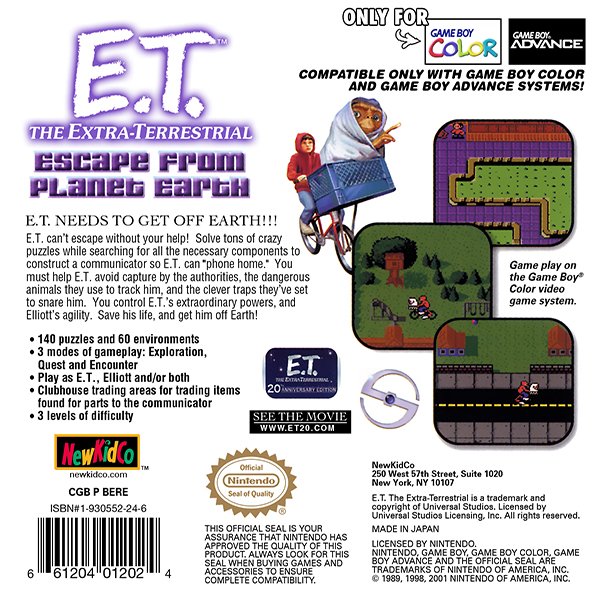 E.T.™
THE EXTRA-TERRESTRIAL
ESCAPE FROM
PLANET EARTH
ONLY FOR
GAME BOY
COLOR
GAME BOY
ADVANCE
COMPATIBLE ONLY WITH GAME BOY COLOR
AND GAME BOY ADVANCE SYSTEMS!
E.T. NEEDS TO GET OFF EARTH!!!
E.T. can't escape without your help! Solve tons of crazy
puzzles while searching for all the necessary components to
construct a communicator so E.T. can "phone home." You
must help E.T. avoid capture by the authorities, the dangerous
animals they use to track him, and the clever traps they've set
to snare him. You control E.T.'s extraordinary powers, and
Elliott's agility. Save his life, and get him off Earth!
• 140 puzzles and 60 environments
• 3 modes of gameplay: Exploration,
Quest and Encounter
• Play as E.T., Elliott and/or both
• Clubhouse trading areas for trading items
found for parts to the communicator
• 3 levels of difficulty
Game play on
the Game Boy®
Color video
game system.
E.T.
THE EXTRA-TERRESTRIAL
20TH ANNIVERSARY EDITION
SEE THE MOVIE
WWW.ET20.COM
NewKidCo™
newkidco.com
CGB P BERE
ISBN#1-930552-24-6
6 61204 01202 4
Official
Nintendo
Seal of Quality
THIS OFFICIAL SEAL IS YOUR
ASSURANCE THAT NINTENDO HAS
APPROVED THE QUALITY OF THIS
PRODUCT. ALWAYS LOOK FOR THIS
SEAL WHEN BUYING GAMES AND
ACCESSORIES TO ENSURE
COMPLETE COMPATIBILITY.
NewKidCo
250 West 57th Street, Suite 1020
New York, NY 10107
E.T. The Extra-Terrestrial is a trademark and
copyright of Universal Studios. Licensed by
Universal Studios Licensing, Inc. All rights reserved.
MADE IN JAPAN
LICENSED BY NINTENDO.
NINTENDO, GAME BOY, GAME BOY COLOR, GAME
BOY ADVANCE AND THE OFFICIAL SEAL ARE
TRADEMARKS OF NINTENDO OF AMERICA, INC.
© 1989, 1998, 2001 NINTENDO OF AMERICA, INC.